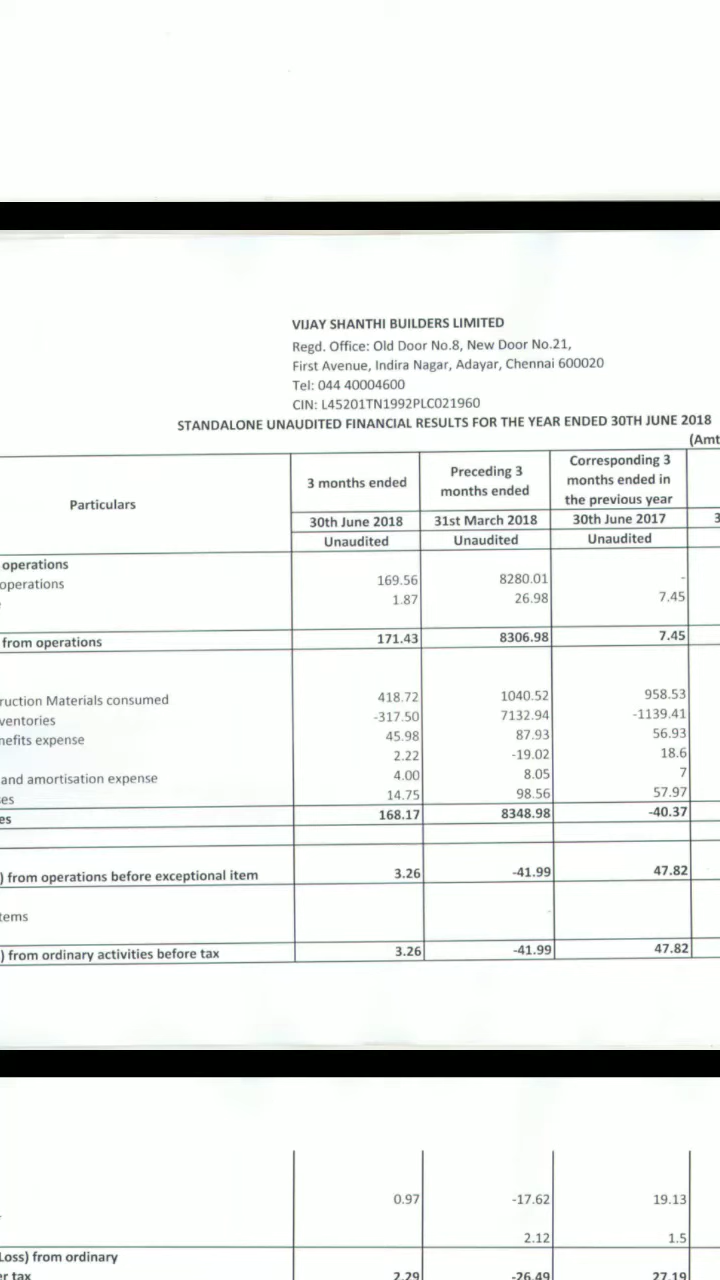 VIJAY SHANTHI BUILDERS LIMITED
Regd. Office: Old Door No.8, New Door No.21,
First Avenue, Indira Nagar, Adayar, Chennai 600020
Tel: 044 40004600
CIN: L45201TN1992PLC021960
STANDALONE UNAUDITED FINANCIAL RESULTS FOR THE YEAR ENDED 30TH JUNE 2018
(Amt
Particulars 3 months ended Preceding 3 months ended Corresponding 3 months ended in the previous year
30th June 2018 31st March 2018 30th June 2017 3
Unaudited Unaudited Unaudited
operations
operations 169.56 8280.01 -
1.87 26.98 7.45
from operations 171.43 8306.98 7.45
ruction Materials consumed 418.72 1040.52 958.53
ventories -317.50 7132.94 -1139.41
nefits expense 45.98 87.93 56.93
2.22 -19.02 18.6
and amortisation expense 4.00 8.05 7
es 14.75 98.56 57.97
es 168.17 8348.98 -40.37
) from operations before exceptional item 3.26 -41.99 47.82
tems
) from ordinary activities before tax 3.26 -41.99 47.82
0.97 -17.62 19.13
2.12 1.5
Loss) from ordinary
er tax 2.29 -26.49 27.19